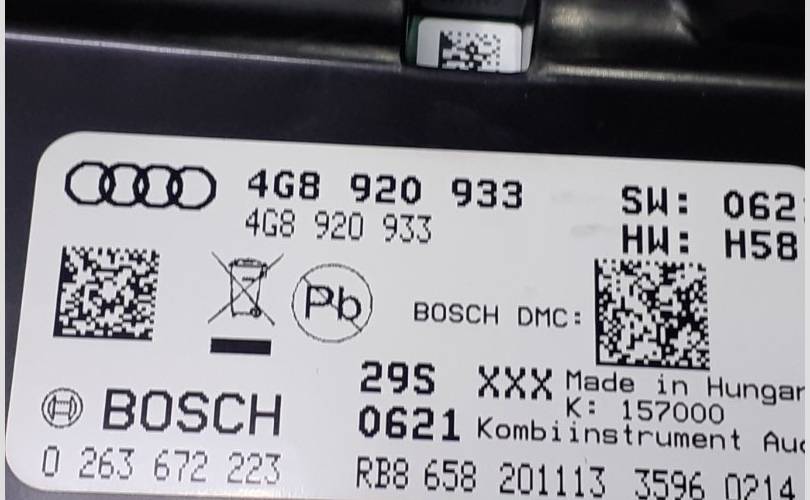 4G8 920 933
4G8 920 933
SW: 062
HW: H58
Pb
BOSCH DMC:
29S XXX
Made in Hungar
K: 157000
BOSCH
0621
Kombiinstrument Au
0 263 672 223
RB8 658 201113 3596 0214